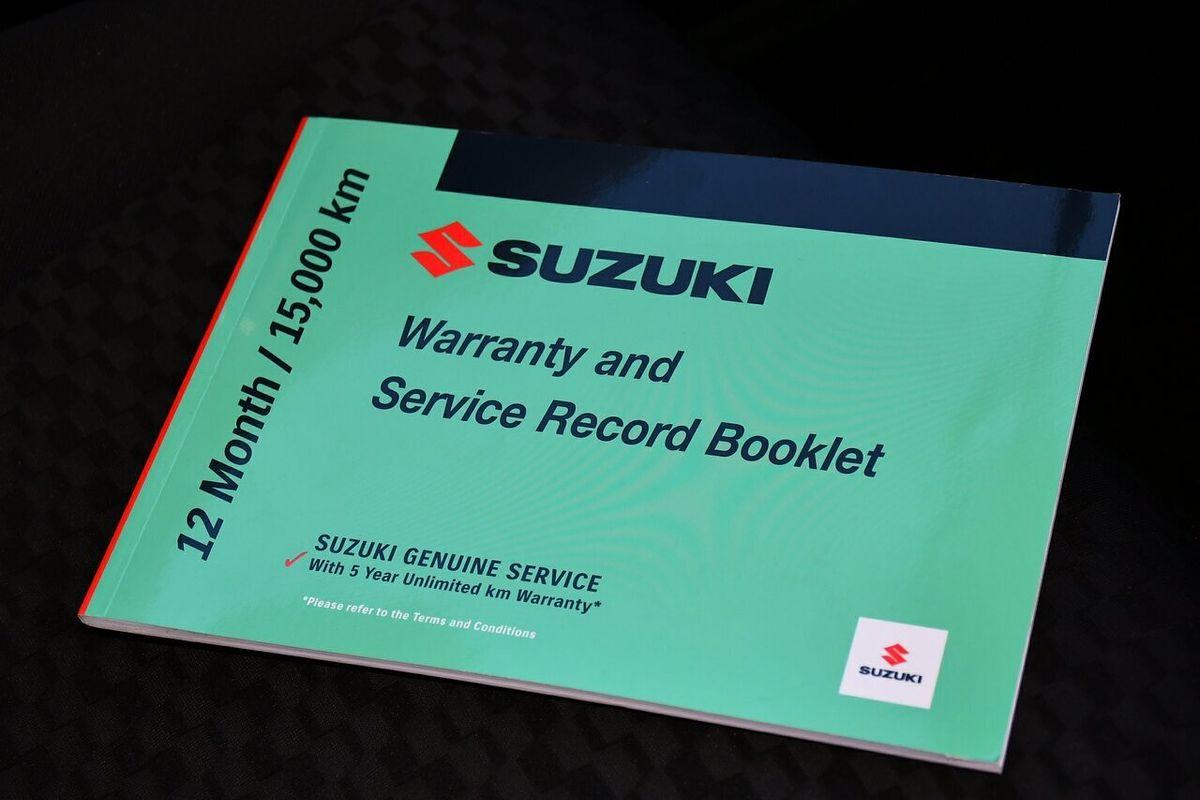 12 Month / 15,000 km
SUZUKI
Warranty and
Service Record Booklet
SUZUKI GENUINE SERVICE
With 5 Year Unlimited km Warranty*
*Please refer to the Terms and Conditions
SUZUKI